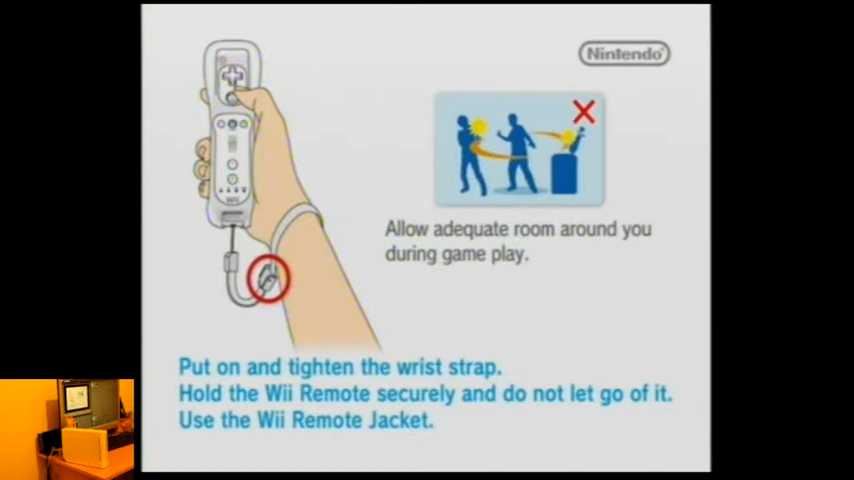 Nintendo
Allow adequate room around you
during game play.
Put on and tighten the wrist strap.
Hold the Wii Remote securely and do not let go of it.
Use the Wii Remote Jacket.
Wii